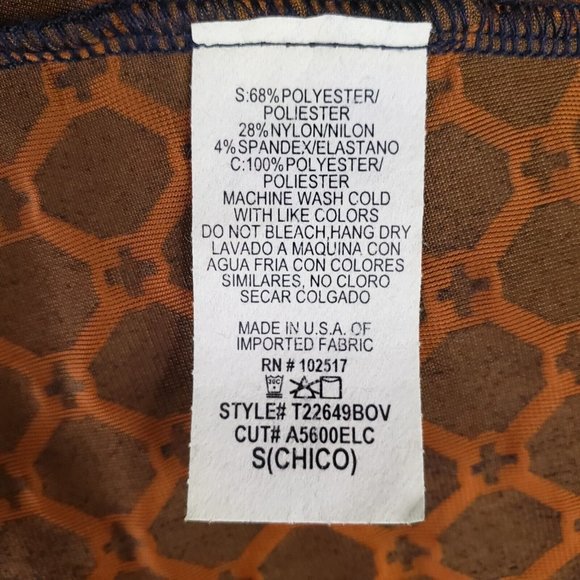 S:68%POLYESTER/
POLIESTER
28%NYLON/NILON
4%SPANDEX/ELASTANO
C:100%POLYESTER/
POLIESTER
MACHINE WASH COLD
WITH LIKE COLORS
DO NOT BLEACH,HANG DRY
LAVADO A MAQUINA CON
AGUA FRIA CON COLORES
SIMILARES, NO CLORO
SECAR COLGADO
MADE IN U.S.A. OF
IMPORTED FABRIC
RN # 102517
30C
STYLE# T22649BOV
CUT# A5600ELC
S(CHICO)